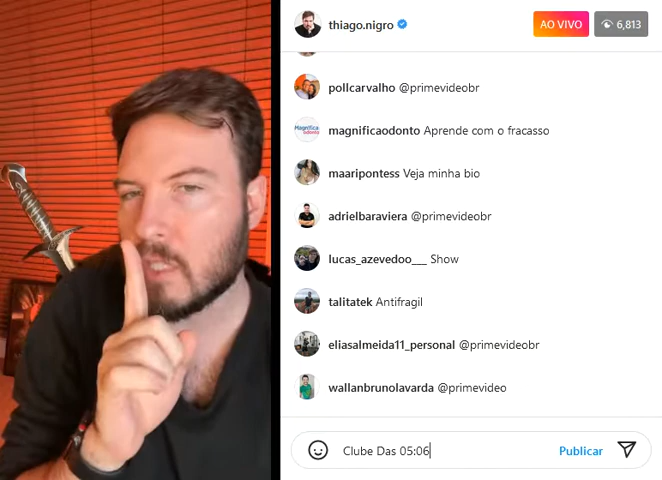 thiago.nigro
AO VIVO
6,813
pollcarvalho @primevideobr
magnificaodonto Aprende com o fracasso
Magnifica
odonto
maaripontess Veja minha bio
adrielbaraviera @primevideobr
lucas_azevedoo___ Show
talitatek Antifragil
eliasalmeida11_personal @primevideobr
wallanbrunolavarda @primevideo
Clube Das 05:06
Publicar